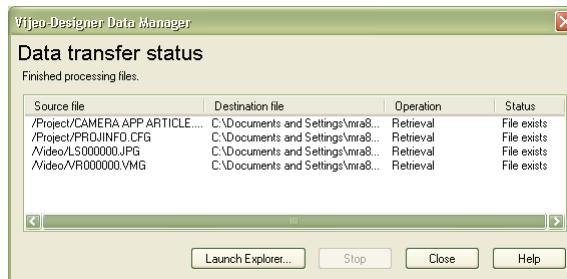 Vijeo-Designer Data Manager
Data transfer status
Finished processing files.
Source file Destination file Operation Status
/Project/CAMERA APP ARTICLE.... C:\Documents and Settings\mra8... Retrieval File exists
/Project/PROJINFO.CFG C:\Documents and Settings\mra8... Retrieval File exists
/Video/LS000000.JPG C:\Documents and Settings\mra8... Retrieval File exists
/Video/VR000000.VMG C:\Documents and Settings\mra8... Retrieval File exists
Launch Explorer... Stop Close Help